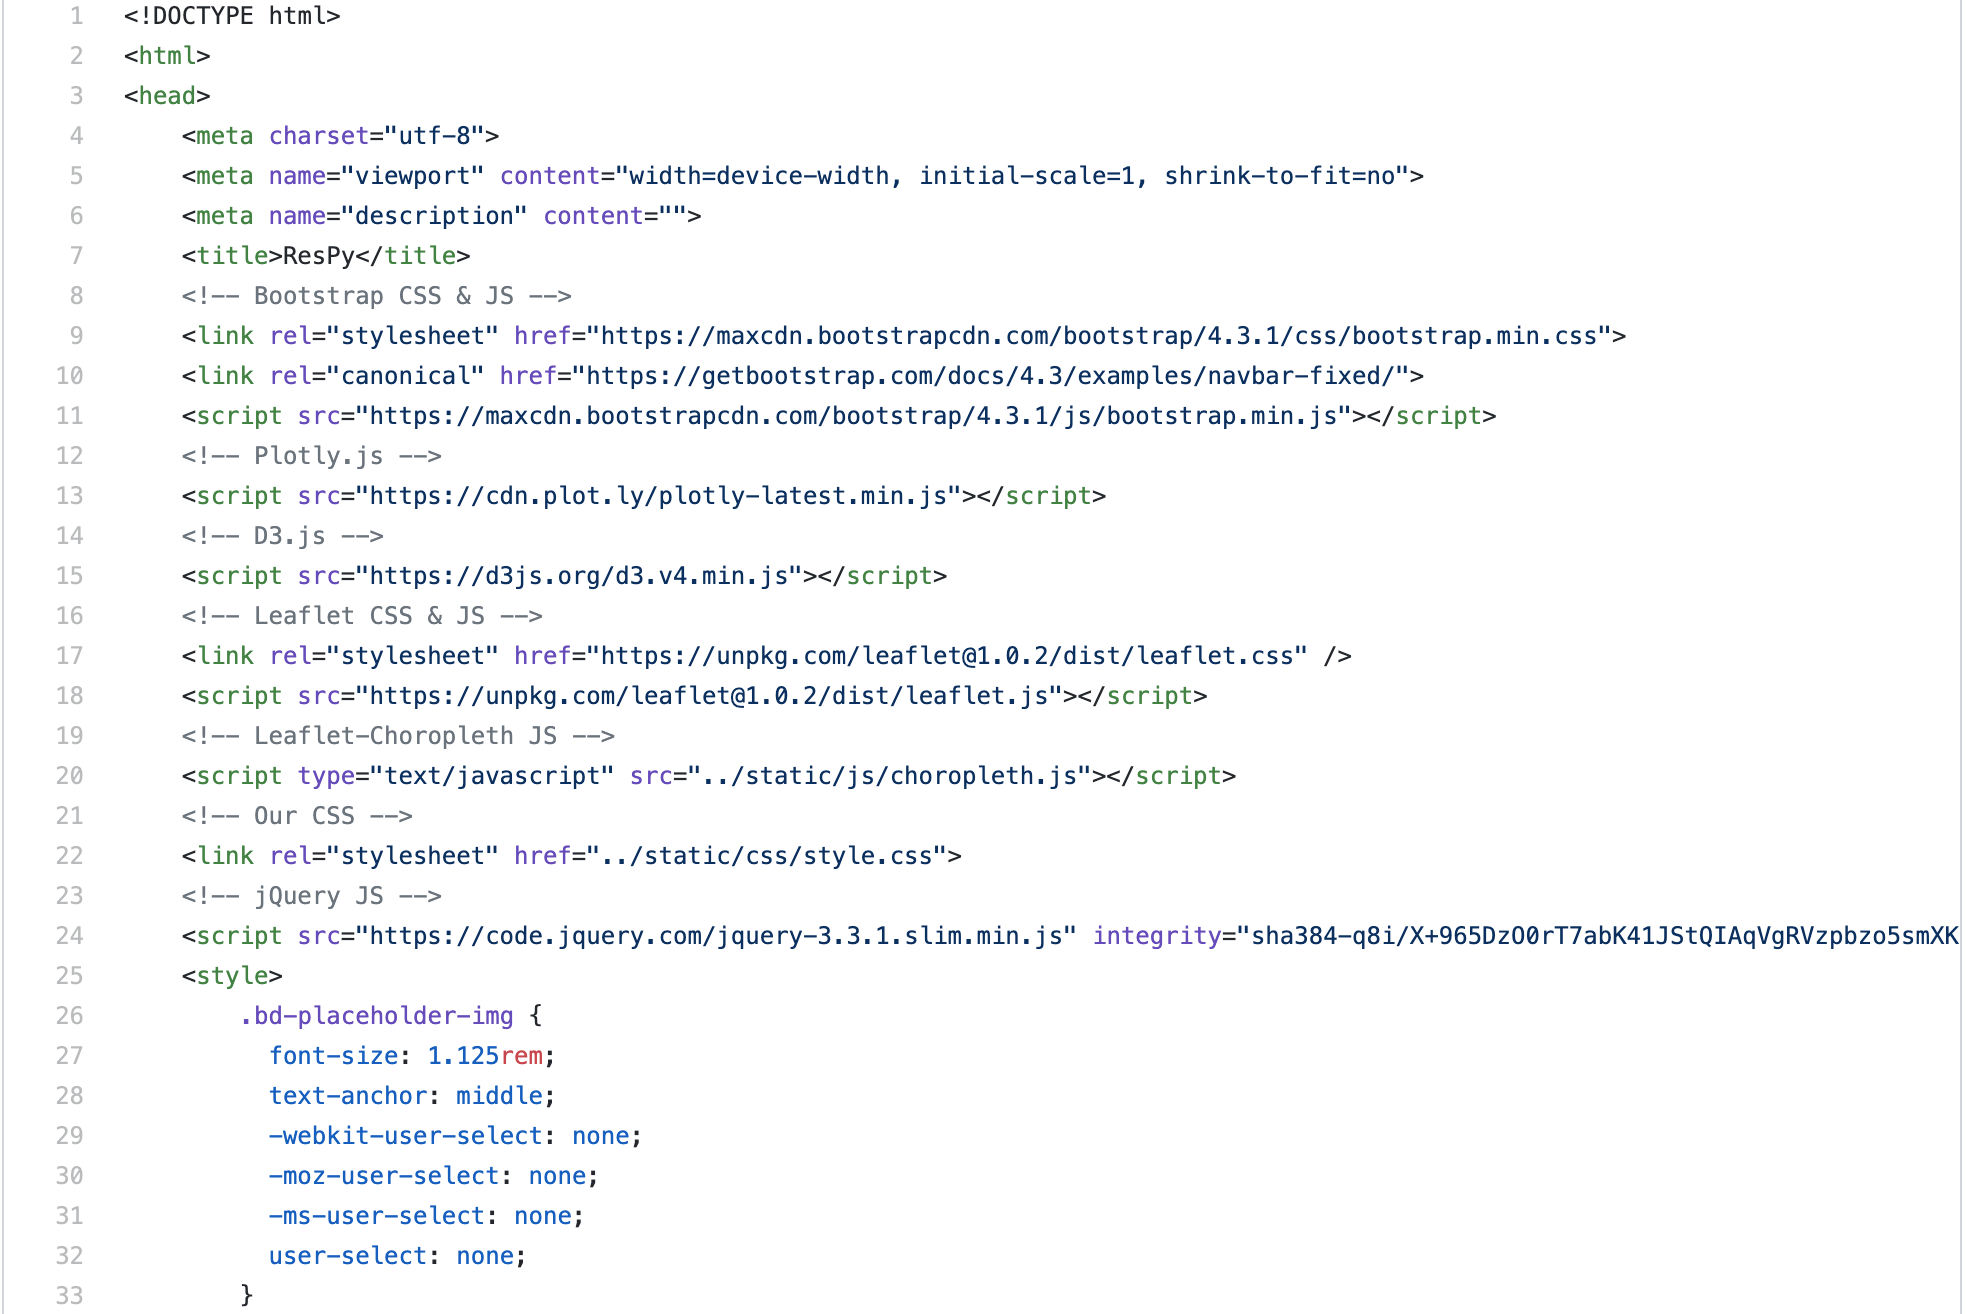 1 <!DOCTYPE html>
2 <html>
3 <head>
4     <meta charset="utf-8">
5     <meta name="viewport" content="width=device-width, initial-scale=1, shrink-to-fit=no">
6     <meta name="description" content="">
7     <title>ResPy</title>
8     <!-- Bootstrap CSS & JS -->
9     <link rel="stylesheet" href="https://maxcdn.bootstrapcdn.com/bootstrap/4.3.1/css/bootstrap.min.css">
10     <link rel="canonical" href="https://getbootstrap.com/docs/4.3/examples/navbar-fixed/">
11     <script src="https://maxcdn.bootstrapcdn.com/bootstrap/4.3.1/js/bootstrap.min.js"></script>
12     <!-- Plotly.js -->
13     <script src="https://cdn.plot.ly/plotly-latest.min.js"></script>
14     <!-- D3.js -->
15     <script src="https://d3js.org/d3.v4.min.js"></script>
16     <!-- Leaflet CSS & JS -->
17     <link rel="stylesheet" href="https://unpkg.com/leaflet@1.0.2/dist/leaflet.css" />
18     <script src="https://unpkg.com/leaflet@1.0.2/dist/leaflet.js"></script>
19     <!-- Leaflet-Choropleth JS -->
20     <script type="text/javascript" src="../static/js/choropleth.js"></script>
21     <!-- Our CSS -->
22     <link rel="stylesheet" href="../static/css/style.css">
23     <!-- jQuery JS -->
24     <script src="https://code.jquery.com/jquery-3.3.1.slim.min.js" integrity="sha384-q8i/X+965DzO0rT7abK41JStQIAqVgRVzpbzo5smXK
25     <style>
26         .bd-placeholder-img {
27           font-size: 1.125rem;
28           text-anchor: middle;
29           -webkit-user-select: none;
30           -moz-user-select: none;
31           -ms-user-select: none;
32           user-select: none;
33         }